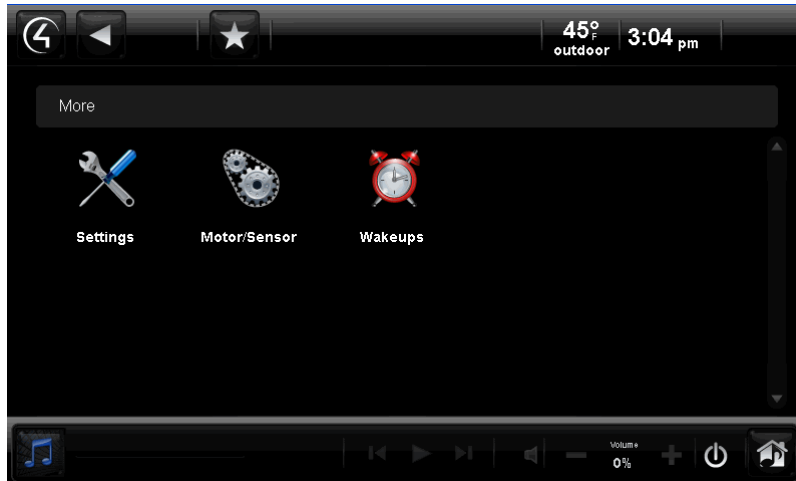 45°F
outdoor
3:04 pm
More
Settings
Motor/Sensor
Wakeups
Volume
0%